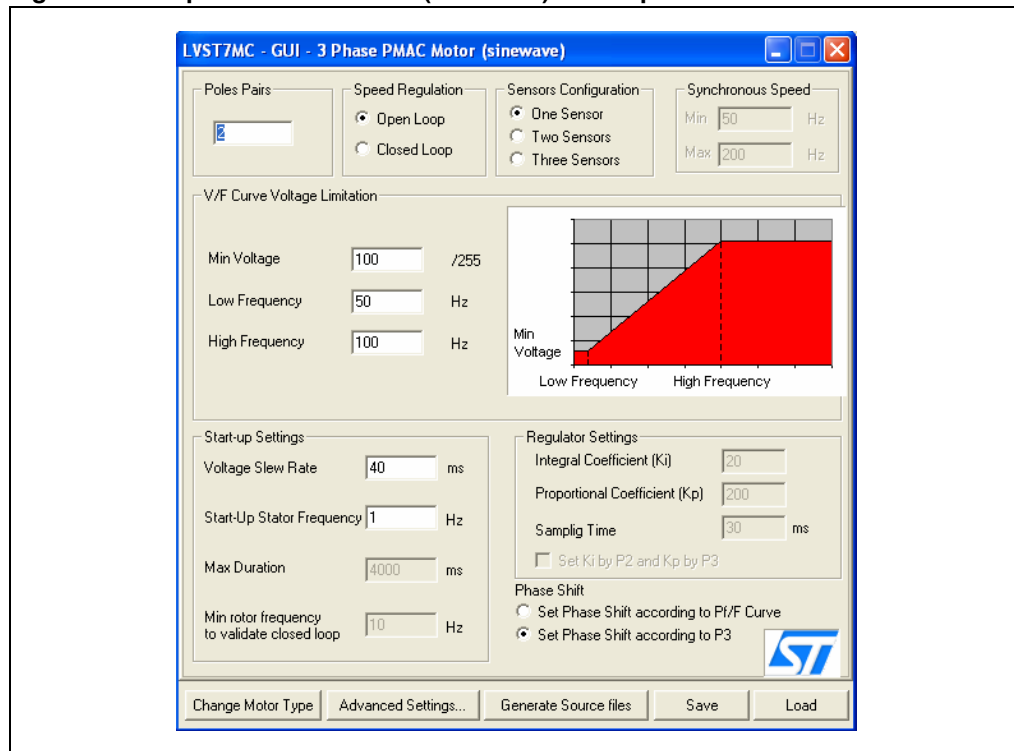 LVST7MC - GUI - 3 Phase PMAC Motor (sinewave)
Poles Pairs
2
Speed Regulation
Open Loop
Closed Loop
Sensors Configuration
One Sensor
Two Sensors
Three Sensors
Synchronous Speed
Min 50 Hz
Max 200 Hz
V/F Curve Voltage Limitation
Min Voltage 100 /255
Low Frequency 50 Hz
High Frequency 100 Hz
Min
Voltage
Low Frequency High Frequency
Start-up Settings
Voltage Slew Rate 40 ms
Start-Up Stator Frequency 1 Hz
Max Duration 4000 ms
Min rotor frequency
to validate closed loop 10 Hz
Regulator Settings
Integral Coefficient (Ki) 20
Proportional Coefficient (Kp) 200
Samplig Time 30 ms
Set Ki by P2 and Kp by P3
Phase Shift
Set Phase Shift according to Pf/F Curve
Set Phase Shift according to P3
ST
Change Motor Type Advanced Settings... Generate Source files Save Load